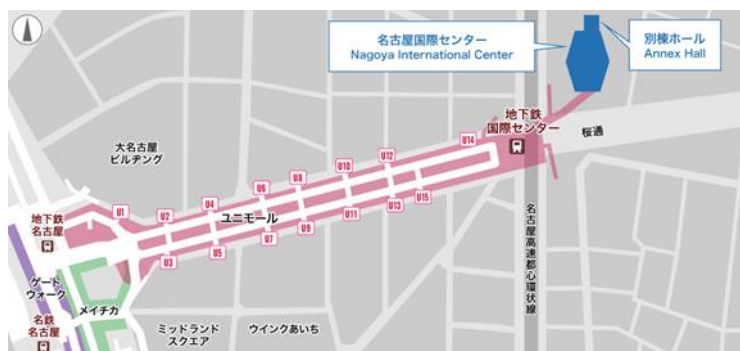 名古屋国際センター
Nagoya International Center
別棟ホール
Annex Hall
地下鉄
国際センター
桜通
大名古屋
ビルヂング
U14
U12
U10
U8
U6
U4
U2
U1
ユニモール
U15
U13
U11
U9
U7
U5
U3
地下鉄
名古屋
ゲート
ウォーク
メイチカ
名鉄
名古屋
ミッドランド
スクエア
ウインクあいち
名古屋高速都心環状線